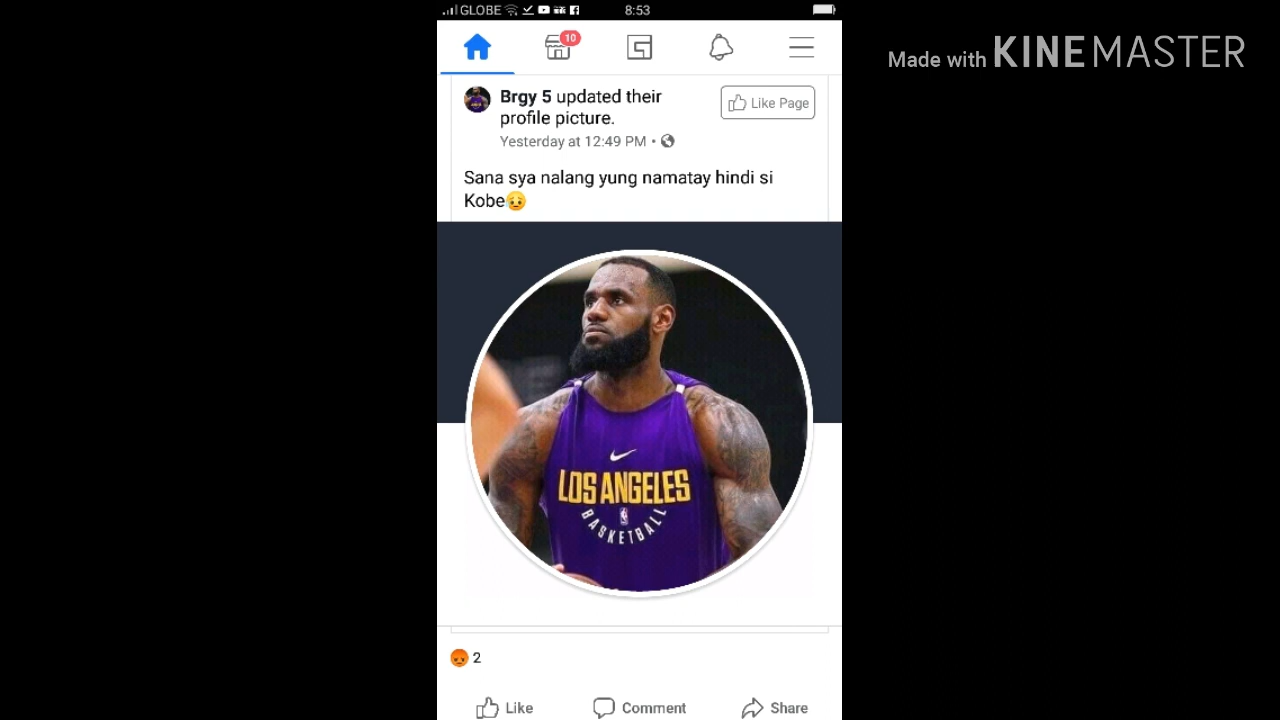 GLOBE 8:53
10
Made with KINEMASTER
Brgy 5 updated their
profile picture.
Like Page
Yesterday at 12:49 PM •
Sana sya nalang yung namatay hindi si
Kobe😥
LOS ANGELES
BASKETBALL
2
Like Comment Share